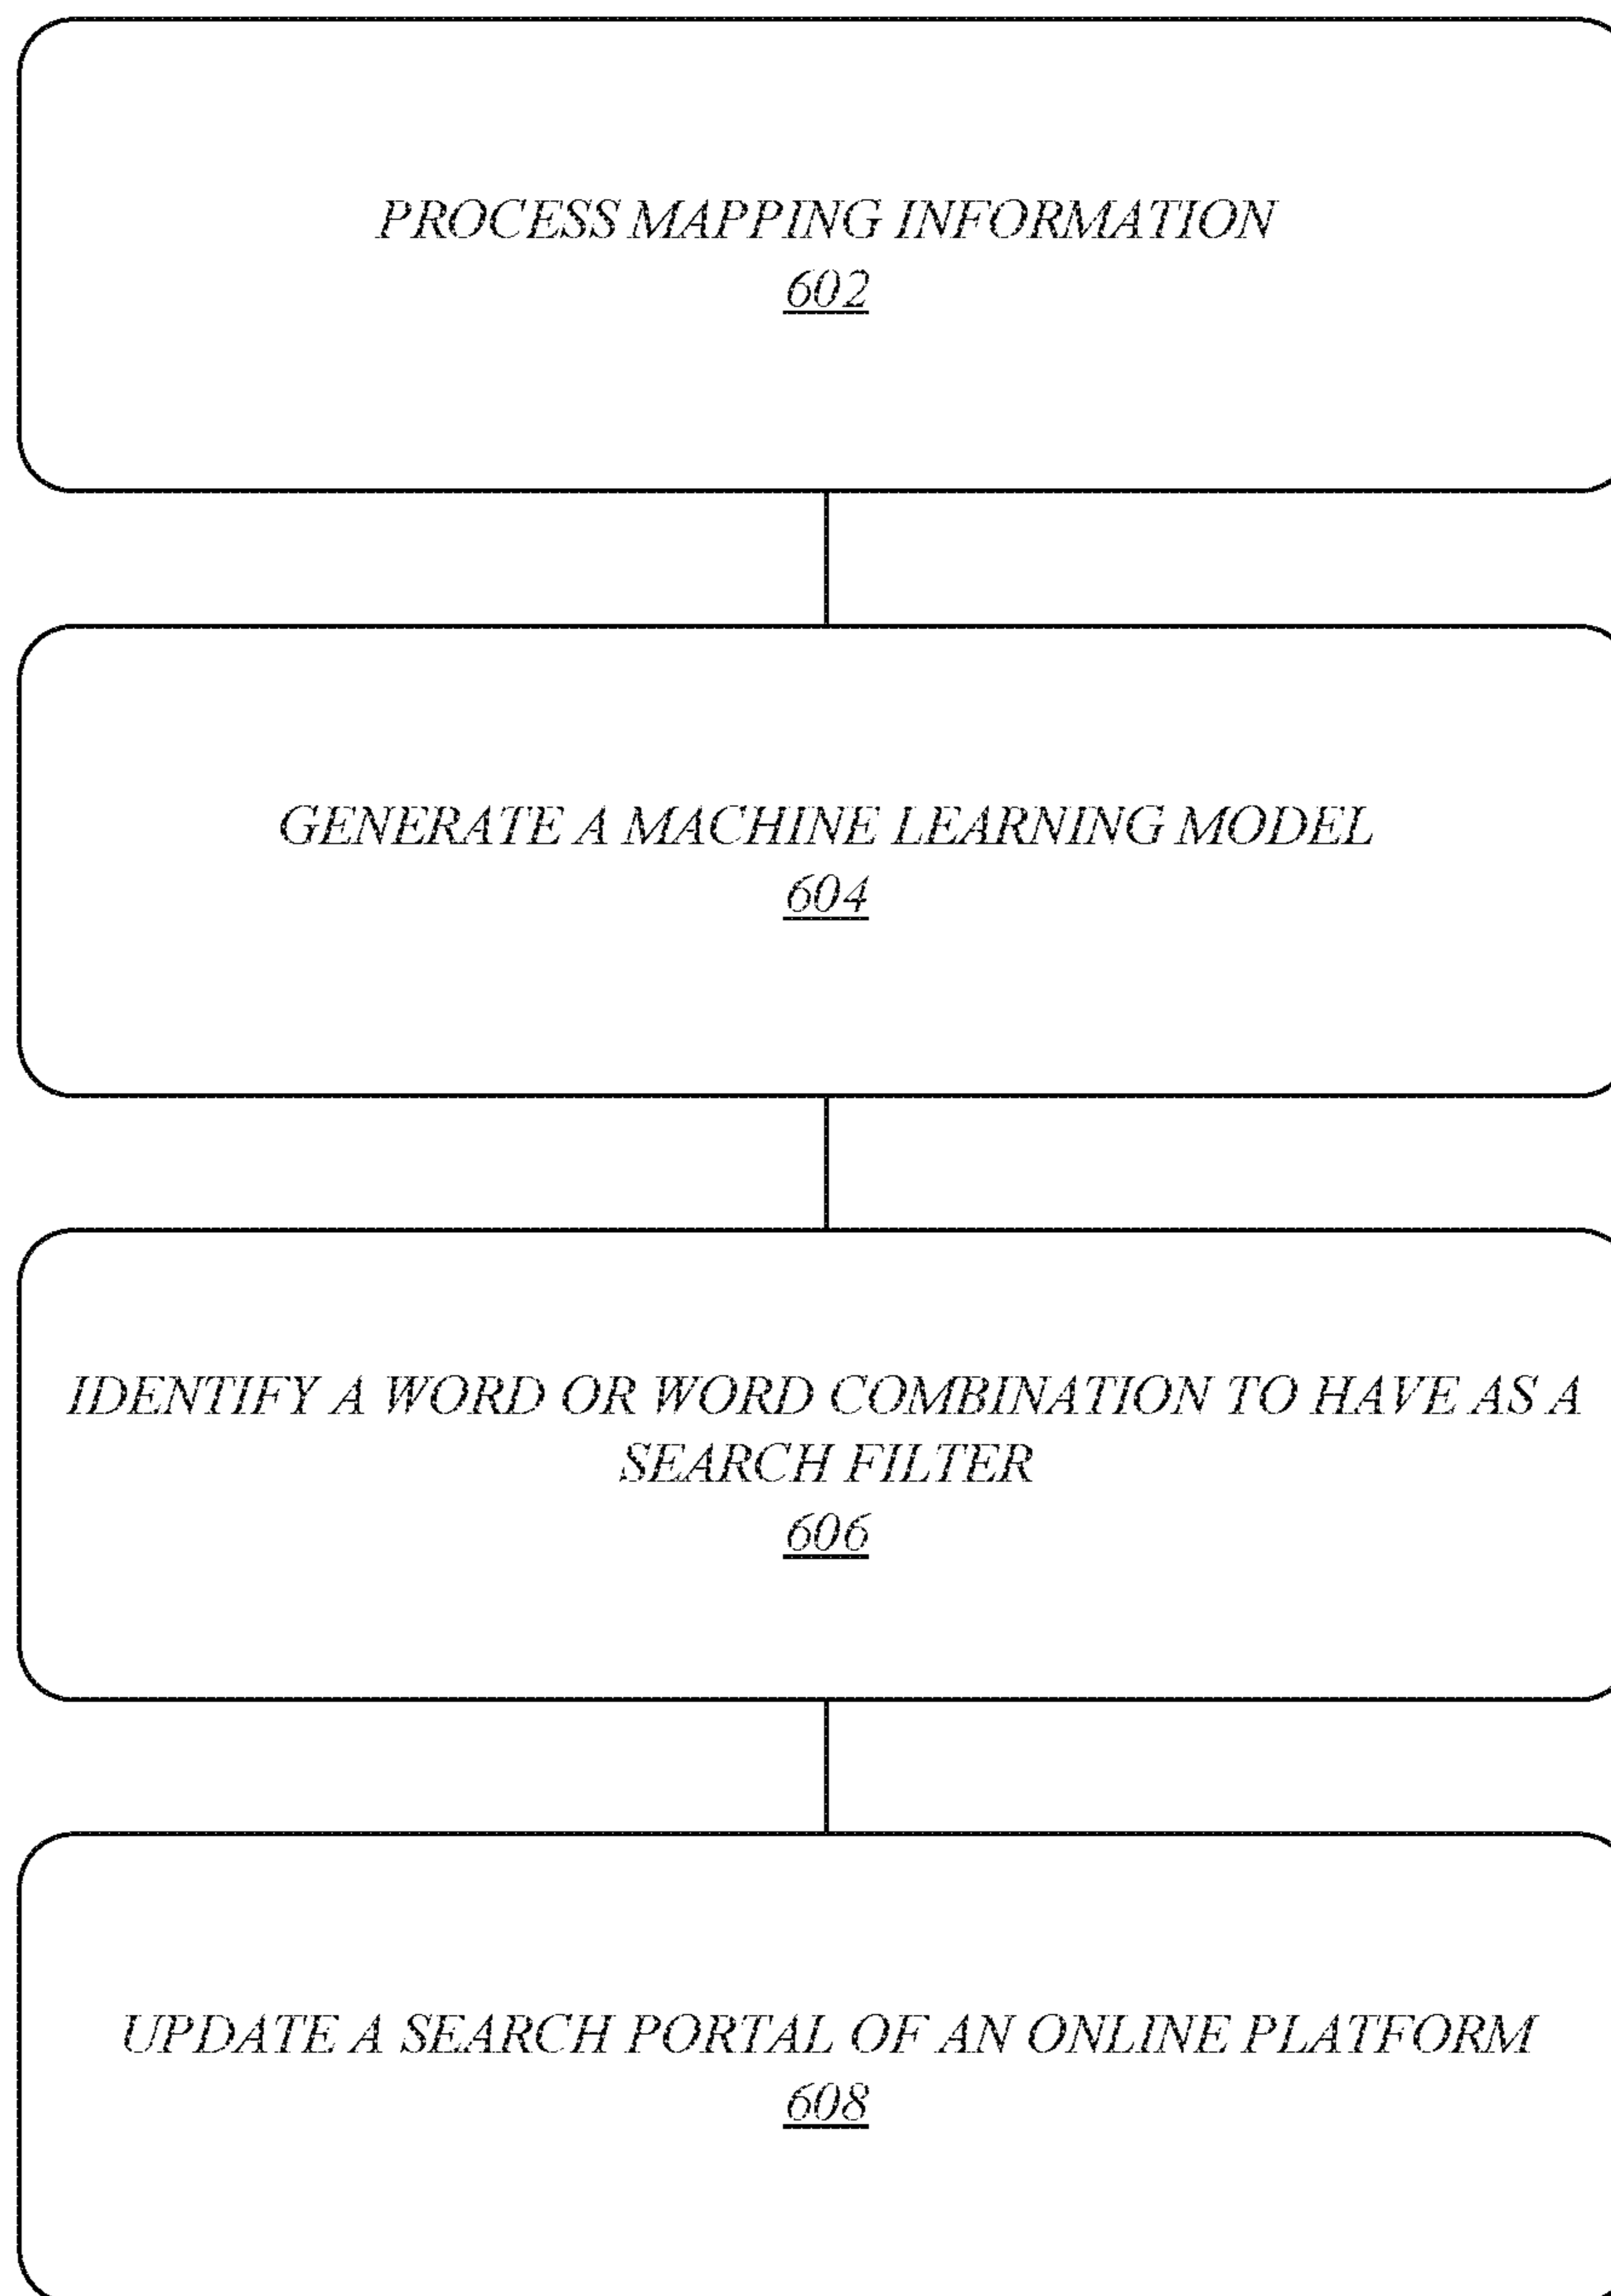 PROCESS MAPPING INFORMATION
602
GENERATE A MACHINE LEARNING MODEL
604
IDENTIFY A WORD OR WORD COMBINATION TO HAVE AS A
SEARCH FILTER
606
UPDATE A SEARCH PORTAL OF AN ONLINE PLATFORM
608